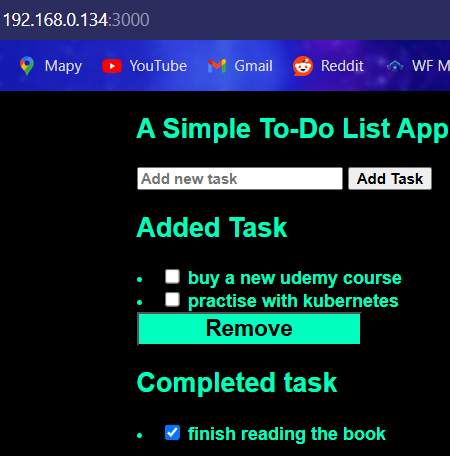 192.168.0.134:3000
Mapy YouTube Gmail Reddit WF M
A Simple To-Do List App
Add new task Add Task
Added Task
buy a new udemy course
practise with kubernetes
Remove
Completed task
finish reading the book